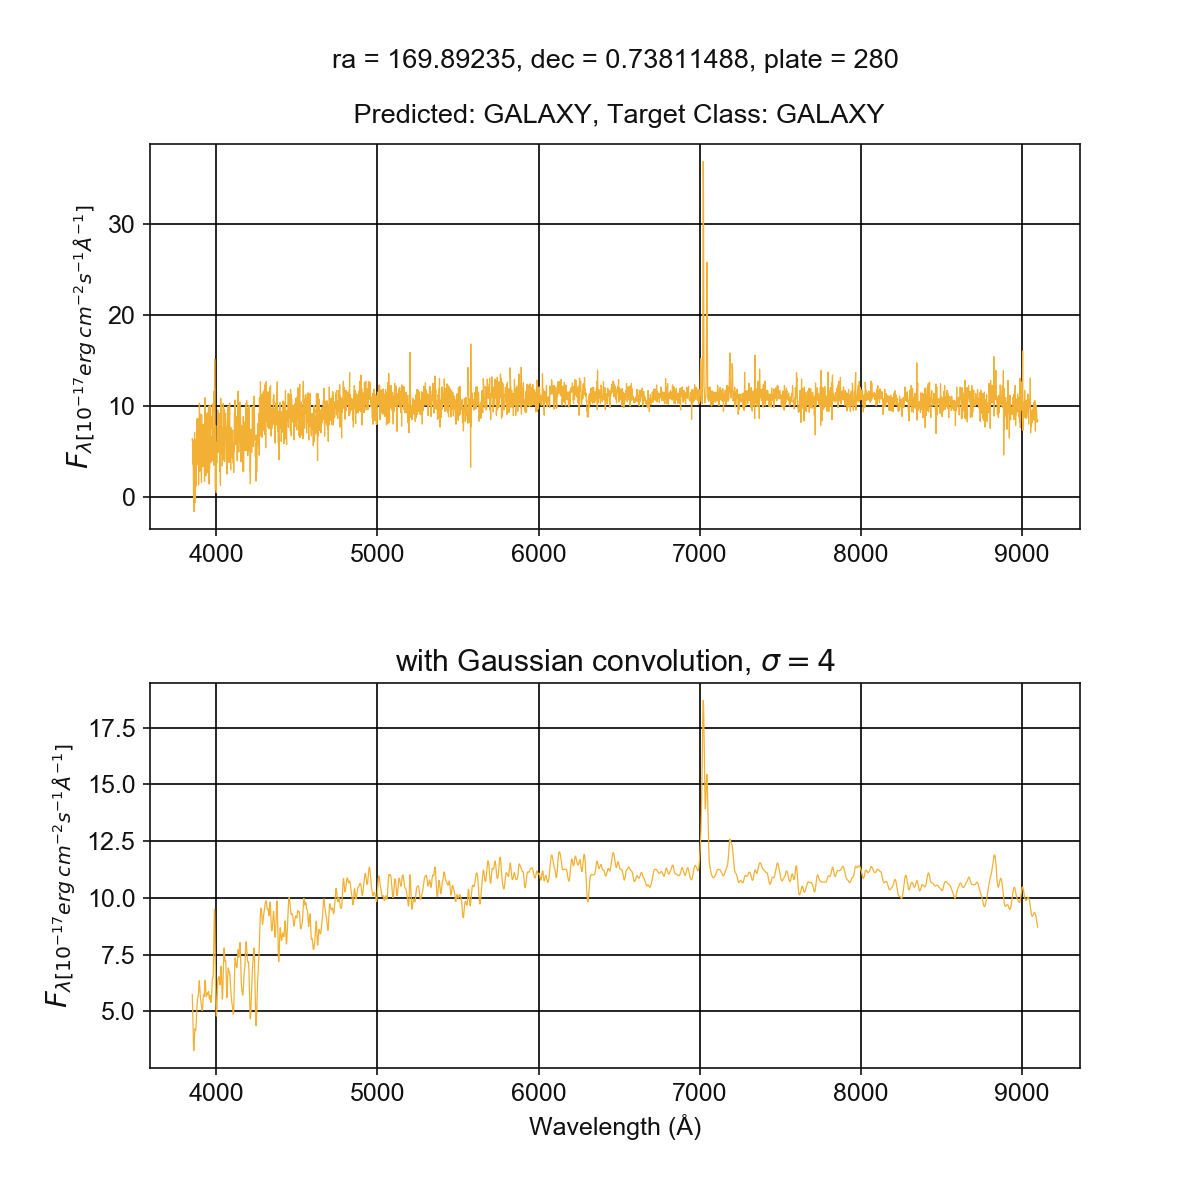 ra = 169.89235, dec = 0.73811488, plate = 280
Predicted: GALAXY, Target Class: GALAXY
F_λ[10⁻¹⁷erg cm⁻²s⁻¹Å⁻¹]
30
20
10
0
4000 5000 6000 7000 8000 9000
with Gaussian convolution, σ = 4
F_λ[10⁻¹⁷erg cm⁻²s⁻¹Å⁻¹]
17.5
15.0
12.5
10.0
7.5
5.0
4000 5000 6000 7000 8000 9000
Wavelength (Å)